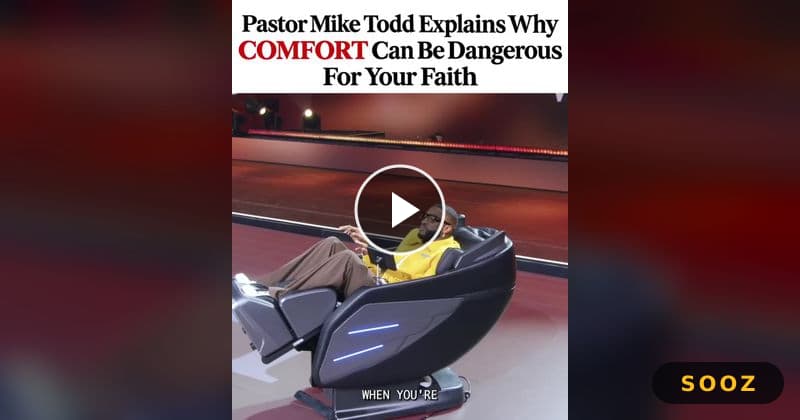 Pastor Mike Todd Explains Why
COMFORT Can Be Dangerous
For Your Faith
WHEN YOU'RE
SOOZ